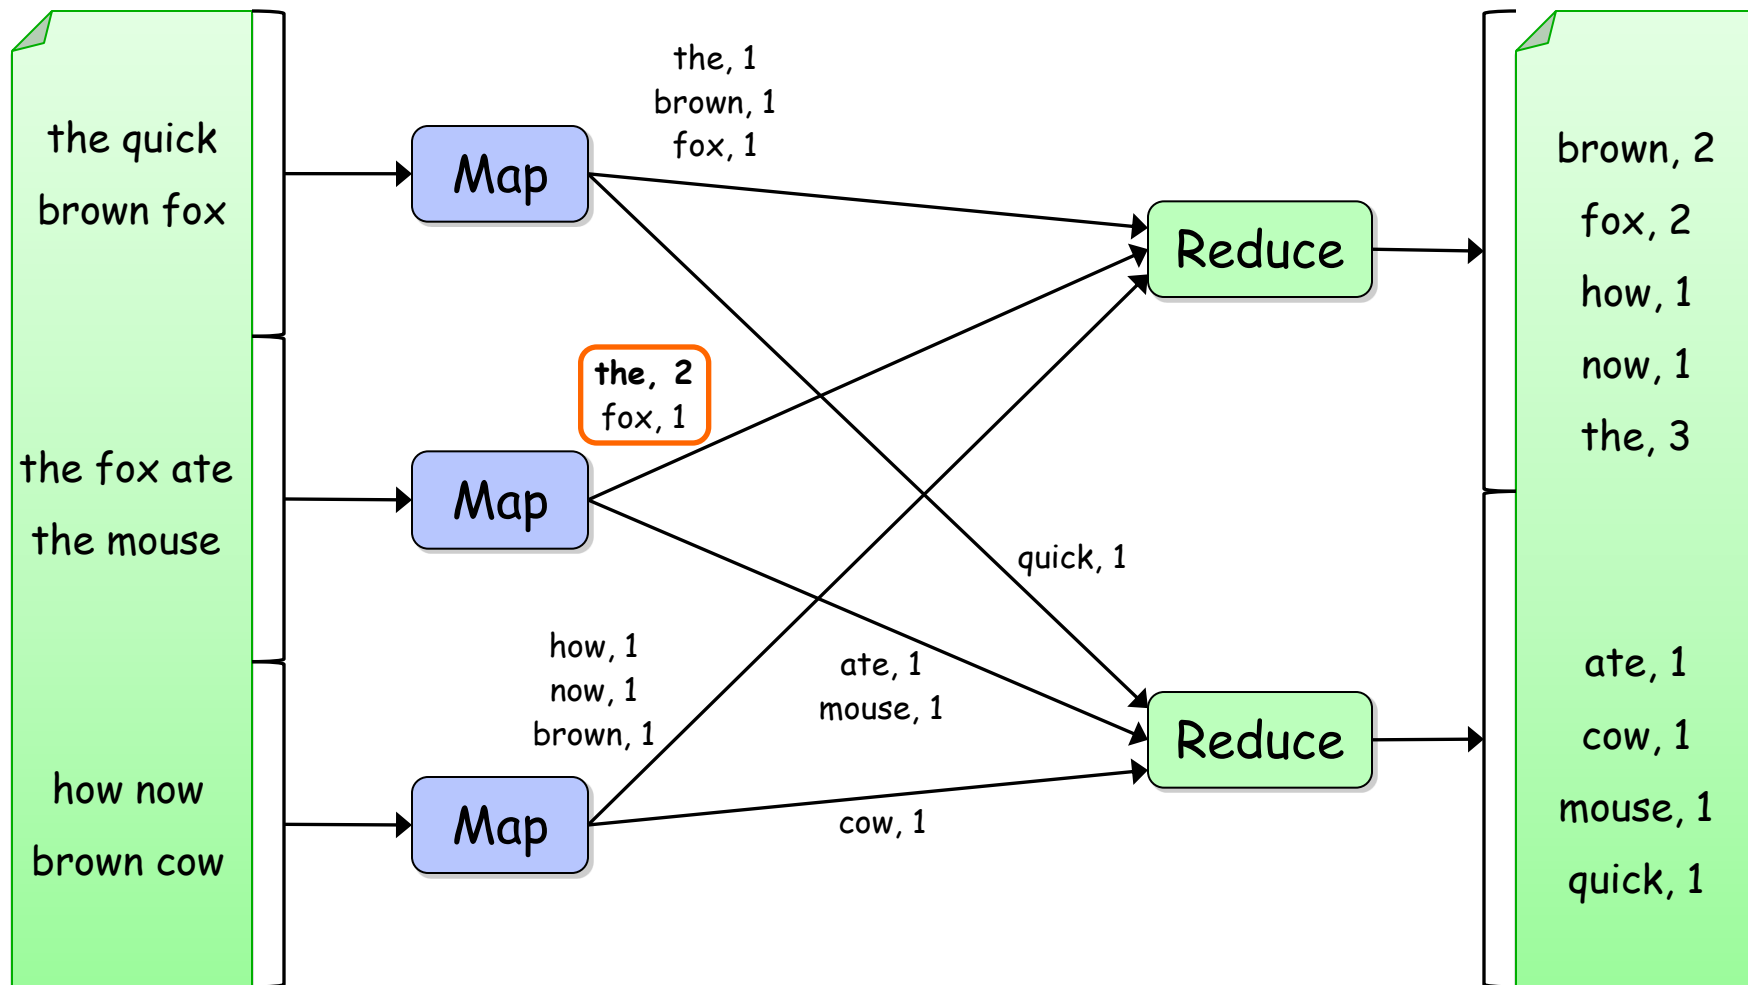 the quick
brown fox
the fox ate
the mouse
how now
brown cow
Map
Map
Map
the, 1
brown, 1
fox, 1
the, 2
fox, 1
how, 1
now, 1
brown, 1
quick, 1
ate, 1
mouse, 1
cow, 1
Reduce
Reduce
brown, 2
fox, 2
how, 1
now, 1
the, 3
ate, 1
cow, 1
mouse, 1
quick, 1